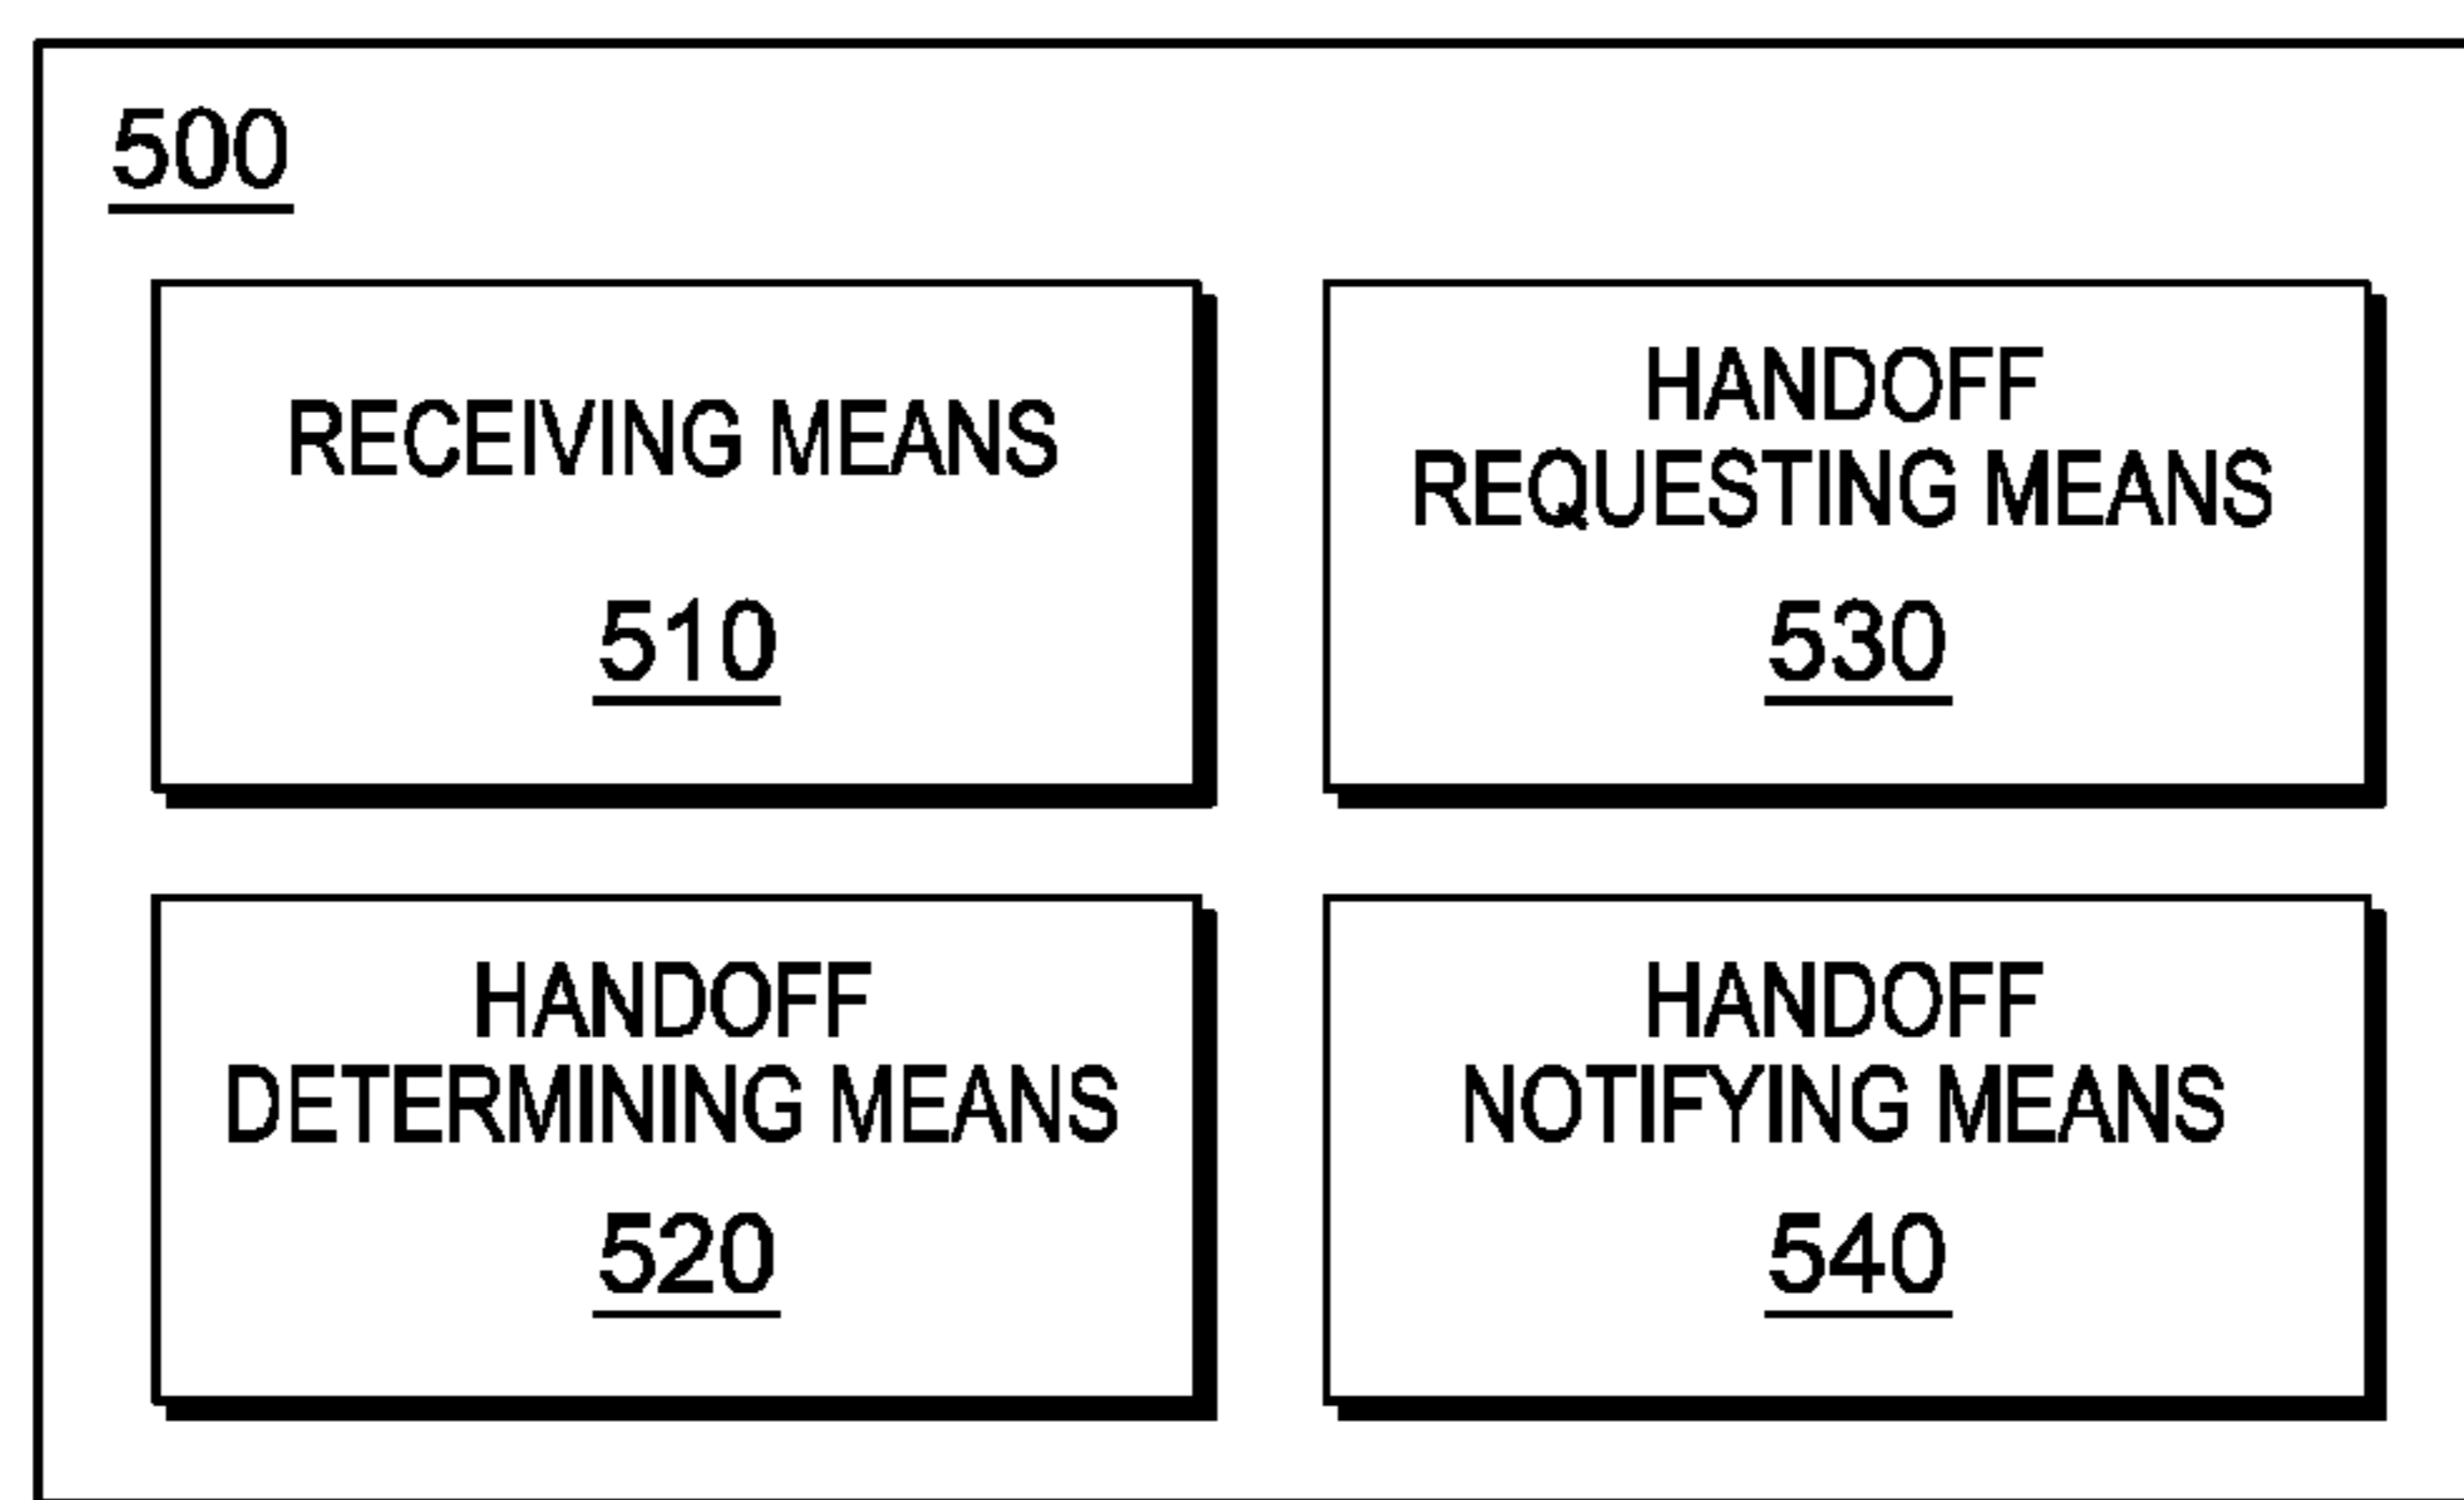 500
RECEIVING MEANS
510
HANDOFF
REQUESTING MEANS
530
HANDOFF
DETERMINING MEANS
520
HANDOFF
NOTIFYING MEANS
540